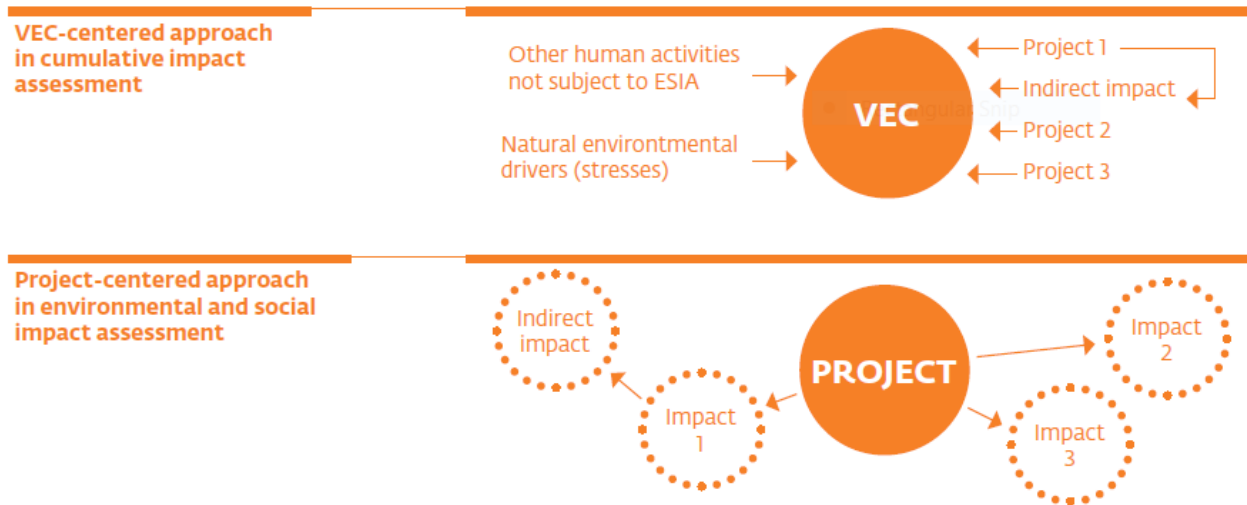 VEC-centered approach
in cumulative impact
assessment
Other human activities
not subject to ESIA
Natural environtmental
drivers (stresses)
VEC
Project 1
Indirect impact
Project 2
Project 3
Project-centered approach
in environmental and social
impact assessment
Indirect
impact
Impact
1
PROJECT
Impact
2
Impact
3